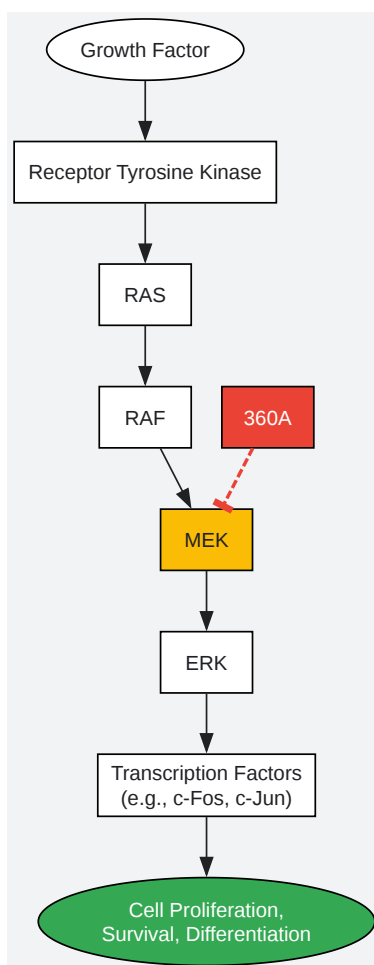 Growth Factor
Receptor Tyrosine Kinase
RAS
RAF
360A
MEK
ERK
Transcription Factors
(e.g., c-Fos, c-Jun)
Cell Proliferation,
Survival, Differentiation